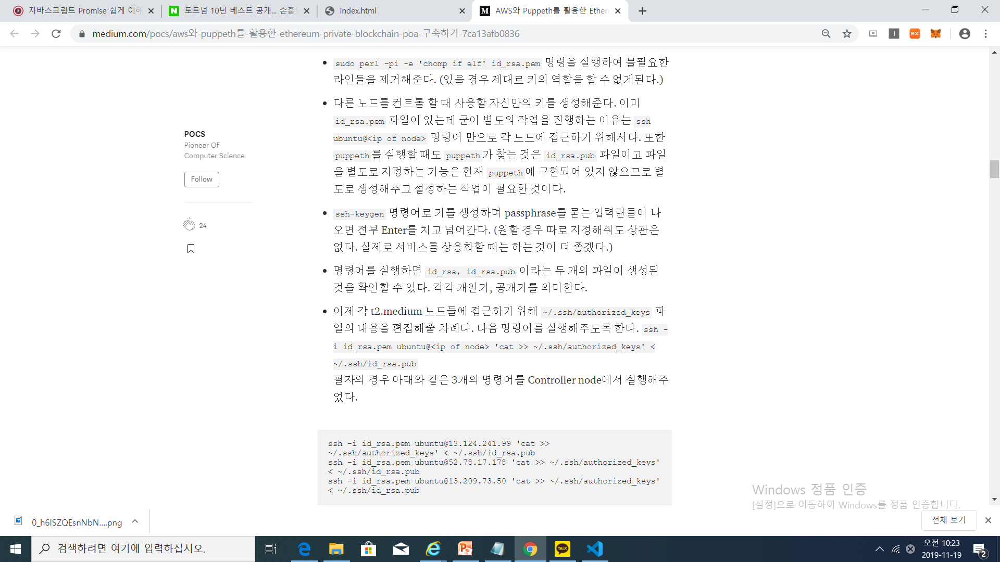 자바스크립트 Promise 쉽게 이해
토트넘 10년 베스트 공개... 손흥민
index.html
AWS와 Puppeth를 활용한 Ether
medium.com/pocs/aws와-puppeth를-활용한-ethereum-private-blockchain-poa-구축하기-7ca13afb0836
sudo perl -pi -e 'chomp if elf' id_rsa.pem 명령을 실행하여 불필요한
라인들을 제거해준다. (있을 경우 제대로 키의 역할을 할 수 없게된다.)
다른 노드를 컨트롤 할 때 사용할 자신만의 키를 생성해준다. 이미
id_rsa.pem 파일이 있는데 굳이 별도의 작업을 진행하는 이유는 ssh
ubuntu@<ip of node> 명령어 만으로 각 노드에 접근하기 위해서다. 또한
puppeth를 실행할 때도 puppeth가 찾는 것은 id_rsa.pub 파일이고 파일
을 별도로 지정하는 기능은 현재 puppeth에 구현되어 있지 않으므로 별
도로 생성해주고 설정하는 작업이 필요한 것이다.
ssh-keygen 명령어로 키를 생성하며 passphrase를 묻는 입력란들이 나
오면 전부 Enter를 치고 넘어간다. (원할 경우 따로 지정해줘도 상관은
없다. 실제로 서비스를 상용화할 때는 하는 것이 더 좋겠다.)
명령어를 실행하면 id_rsa, id_rsa.pub 이라는 두 개의 파일이 생성된
것을 확인할 수 있다. 각각 개인키, 공개키를 의미한다.
이제 각 t2.medium 노드들에 접근하기 위해 ~/.ssh/authorized_keys 파
일의 내용을 편집해줄 차례다. 다음 명령어를 실행해주도록 한다. ssh -
i id_rsa.pem ubuntu@<ip of node> 'cat >> ~/.ssh/authorized_keys' <
~/.ssh/id_rsa.pub
필자의 경우 아래와 같은 3개의 명령어를 Controller node에서 실행해주
었다.
ssh -i id_rsa.pem ubuntu@13.124.241.99 'cat >>
~/.ssh/authorized_keys' < ~/.ssh/id_rsa.pub
ssh -i id_rsa.pem ubuntu@52.78.17.178 'cat >> ~/.ssh/authorized_keys'
< ~/.ssh/id_rsa.pub
ssh -i id_rsa.pem ubuntu@13.209.73.50 'cat >> ~/.ssh/authorized_keys'
< ~/.ssh/id_rsa.pub
POCS
Pioneer Of
Computer Science
Follow
24
Windows 정품 인증
[설정]으로 이동하여 Windows를 정품 인증합니다.
0_h6ISZQEsnNbN....png
전체 보기
검색하려면 여기에 입력하십시오.
TALK
오전 10:23
2019-11-19
2